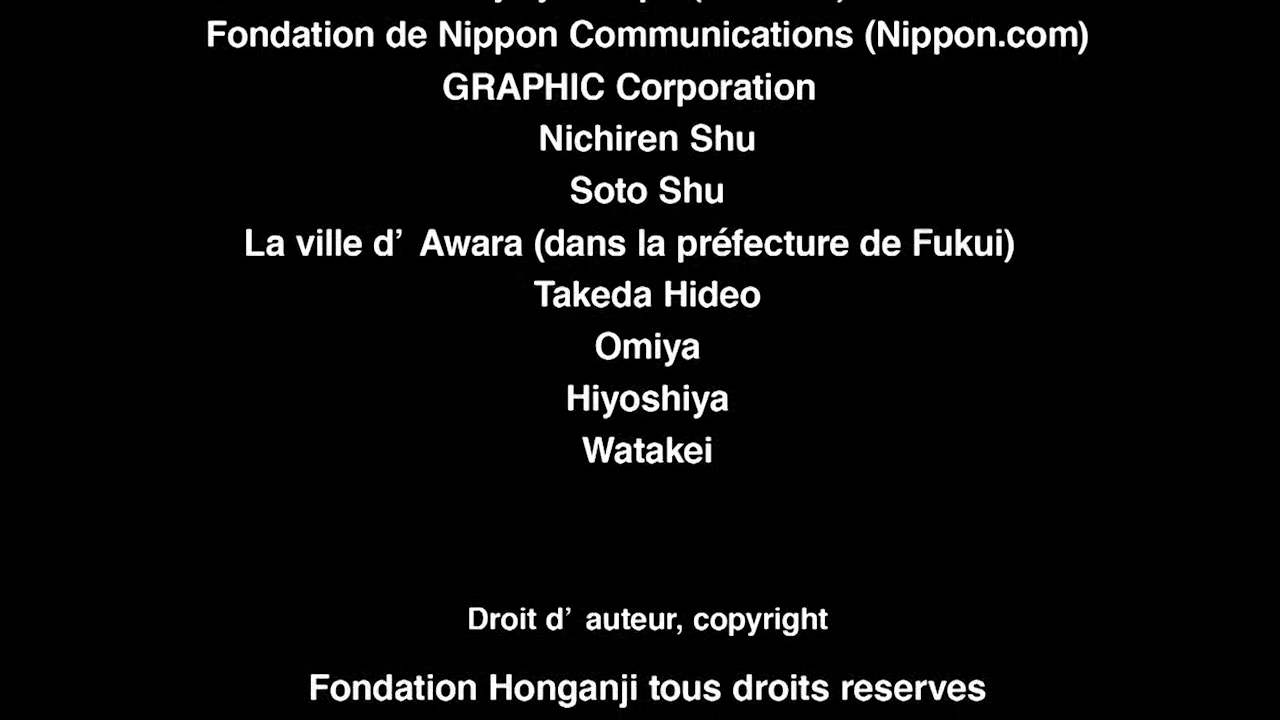 Fondation de Nippon Communications (Nippon.com)
GRAPHIC Corporation
Nichiren Shu
Soto Shu
La ville d’ Awara (dans la préfecture de Fukui)
Takeda Hideo
Omiya
Hiyoshiya
Watakei
Droit d’ auteur, copyright
Fondation Honganji tous droits reserves